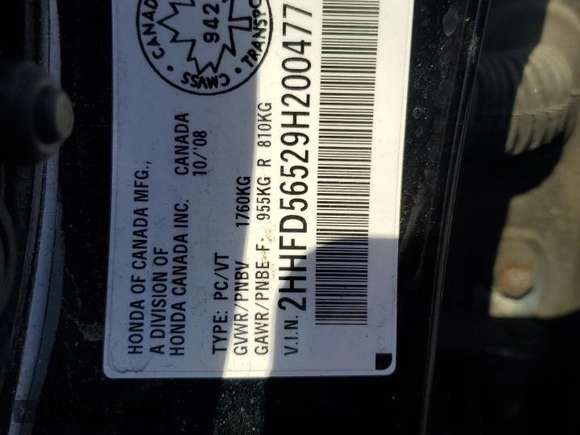 HONDA OF CANADA MFG.,
A DIVISION OF
HONDA CANADA INC. CANADA
10/'08
TYPE: PC/VT
GVWR/PNBV 1760KG
GAWR/PNBE F- 955KG R 810KG
V.I.N. 2HHFD56529H200477
CANADA
942
TRANSPO
CMVSS